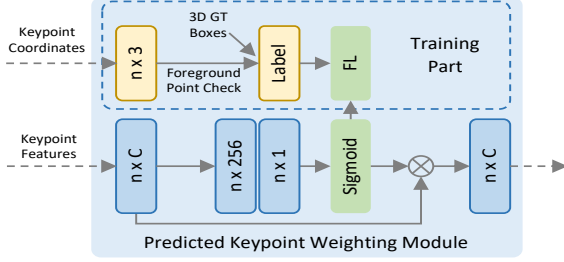 Keypoint
Coordinates
n x 3
3D GT
Boxes
Foreground
Point Check
Label
FL
Training
Part
Keypoint
Features
n x C
n x 256
n x 1
Sigmoid
n x C
Predicted Keypoint Weighting Module